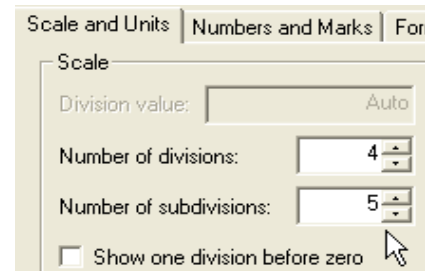 Scale and Units Numbers and Marks For
Scale
Division value: Auto
Number of divisions: 4
Number of subdivisions: 5
Show one division before zero